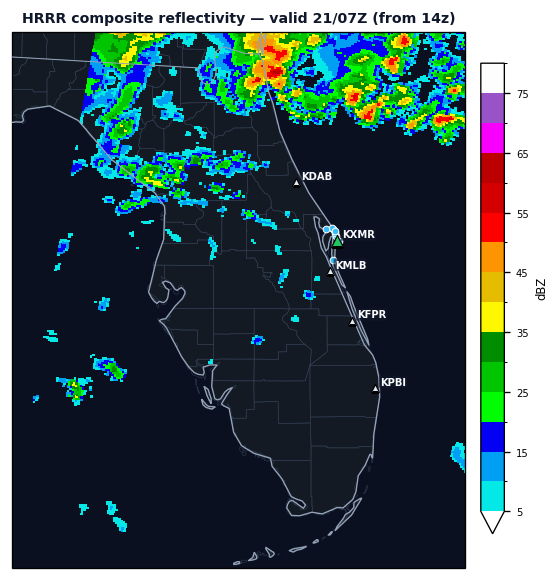 HRRR composite reflectivity — valid 21/07Z (from 14z)
KDAB
KXMR
KMLB
KFPR
KPBI
75
65
55
45
35
25
15
5
dBZ